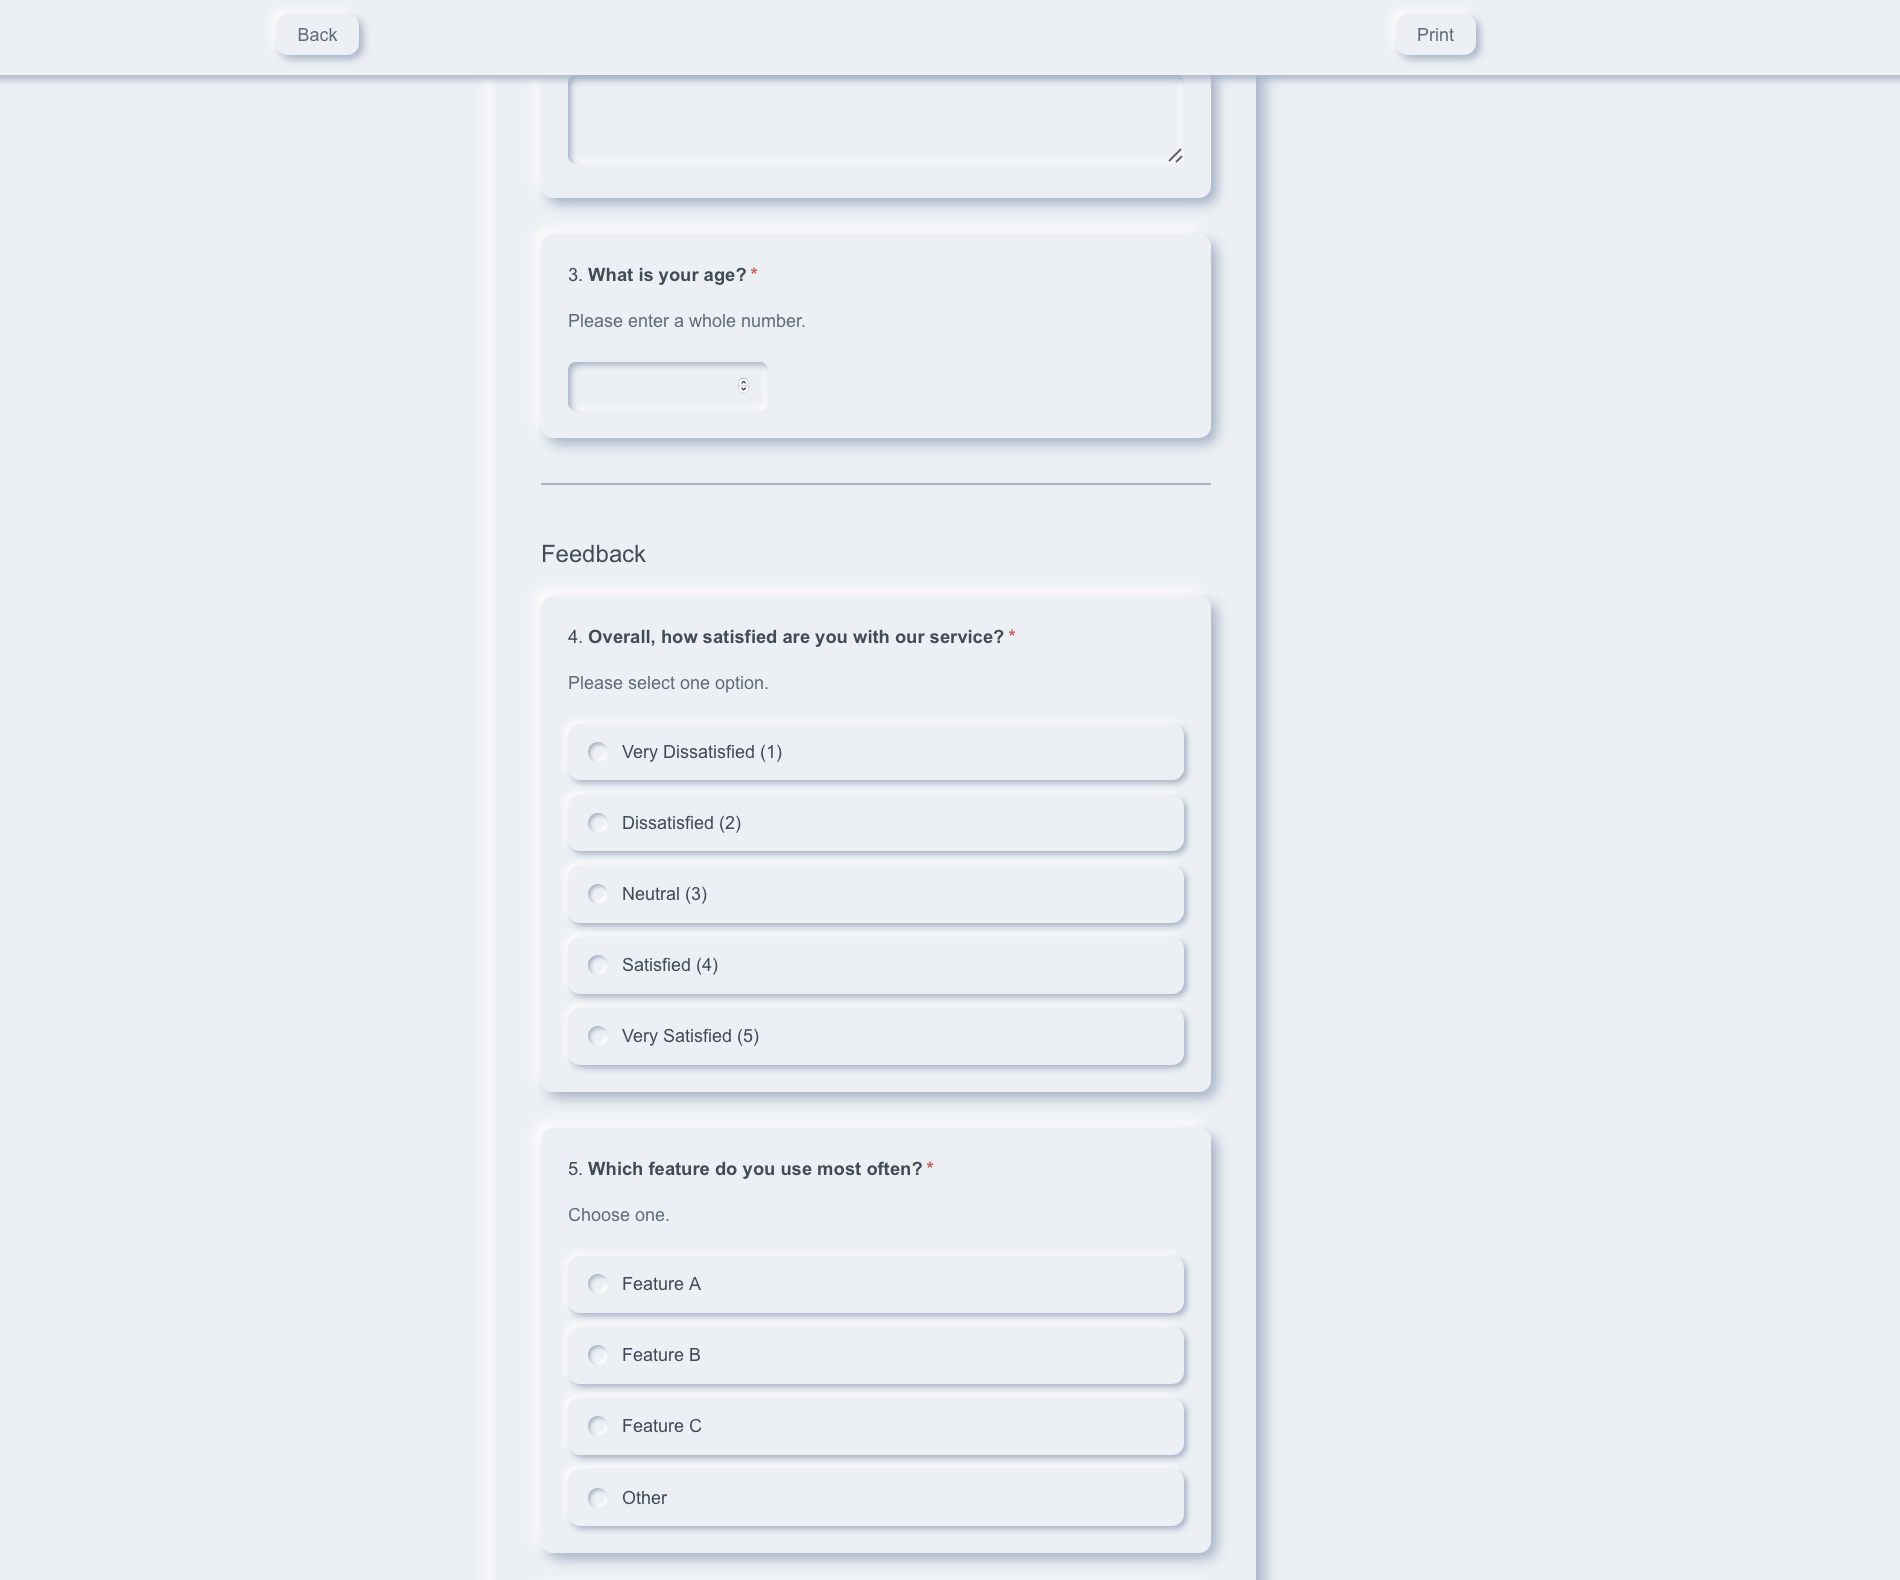 Back
Print
3. What is your age? *
Please enter a whole number.
Feedback
4. Overall, how satisfied are you with our service? *
Please select one option.
Very Dissatisfied (1)
Dissatisfied (2)
Neutral (3)
Satisfied (4)
Very Satisfied (5)
5. Which feature do you use most often? *
Choose one.
Feature A
Feature B
Feature C
Other